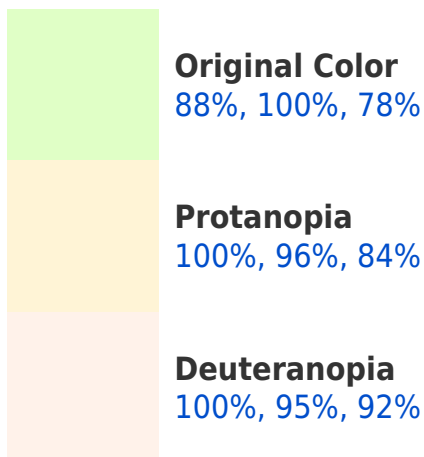 Original Color
88%, 100%, 78%
Protanopia
100%, 96%, 84%
Deuteranopia
100%, 95%, 92%